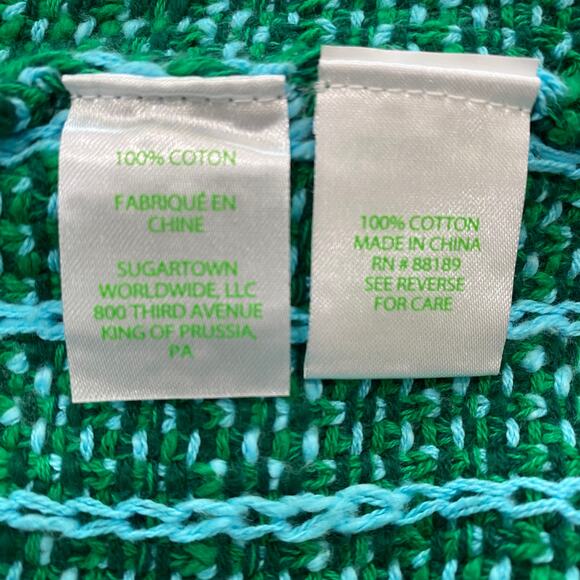 100% COTON
FABRIQUÉ EN
CHINE
SUGARTOWN
WORLDWIDE, LLC
800 THIRD AVENUE
KING OF PRUSSIA,
PA
100% COTTON
MADE IN CHINA
RN # 88189
SEE REVERSE
FOR CARE